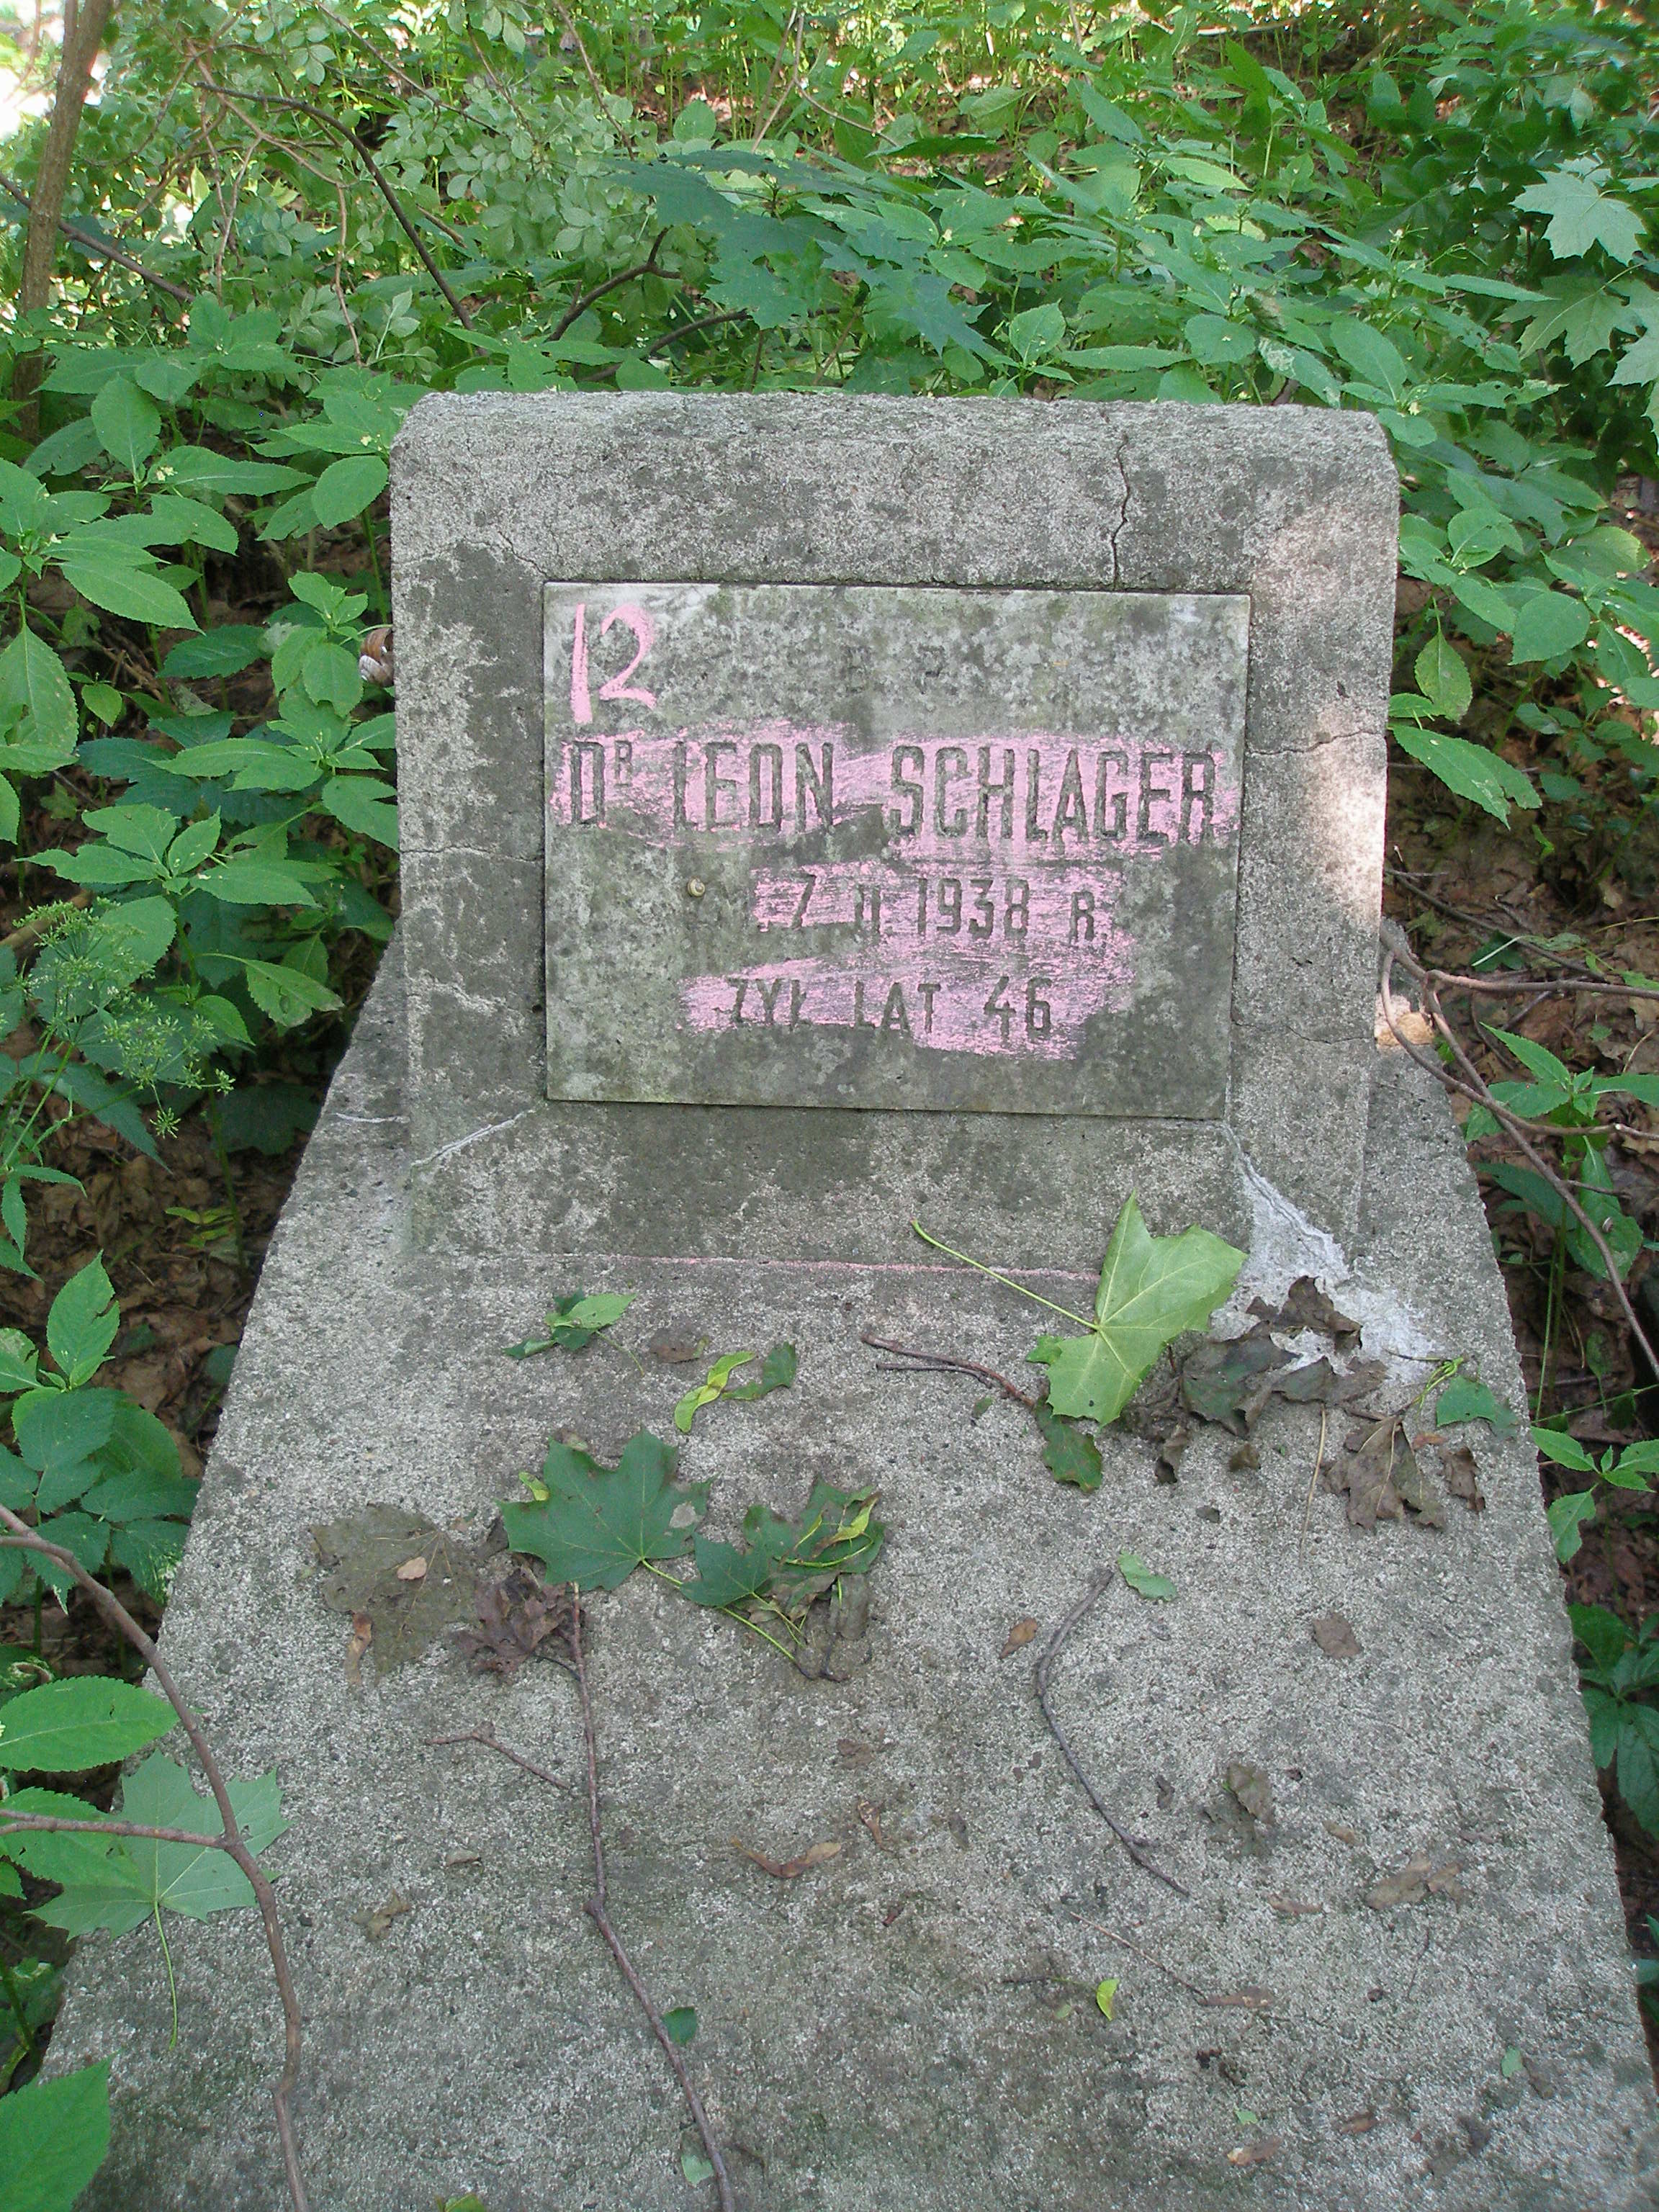 12
B P
DR LEON SCHLAGER
7 II 1938 R.
ŻYŁ LAT 46